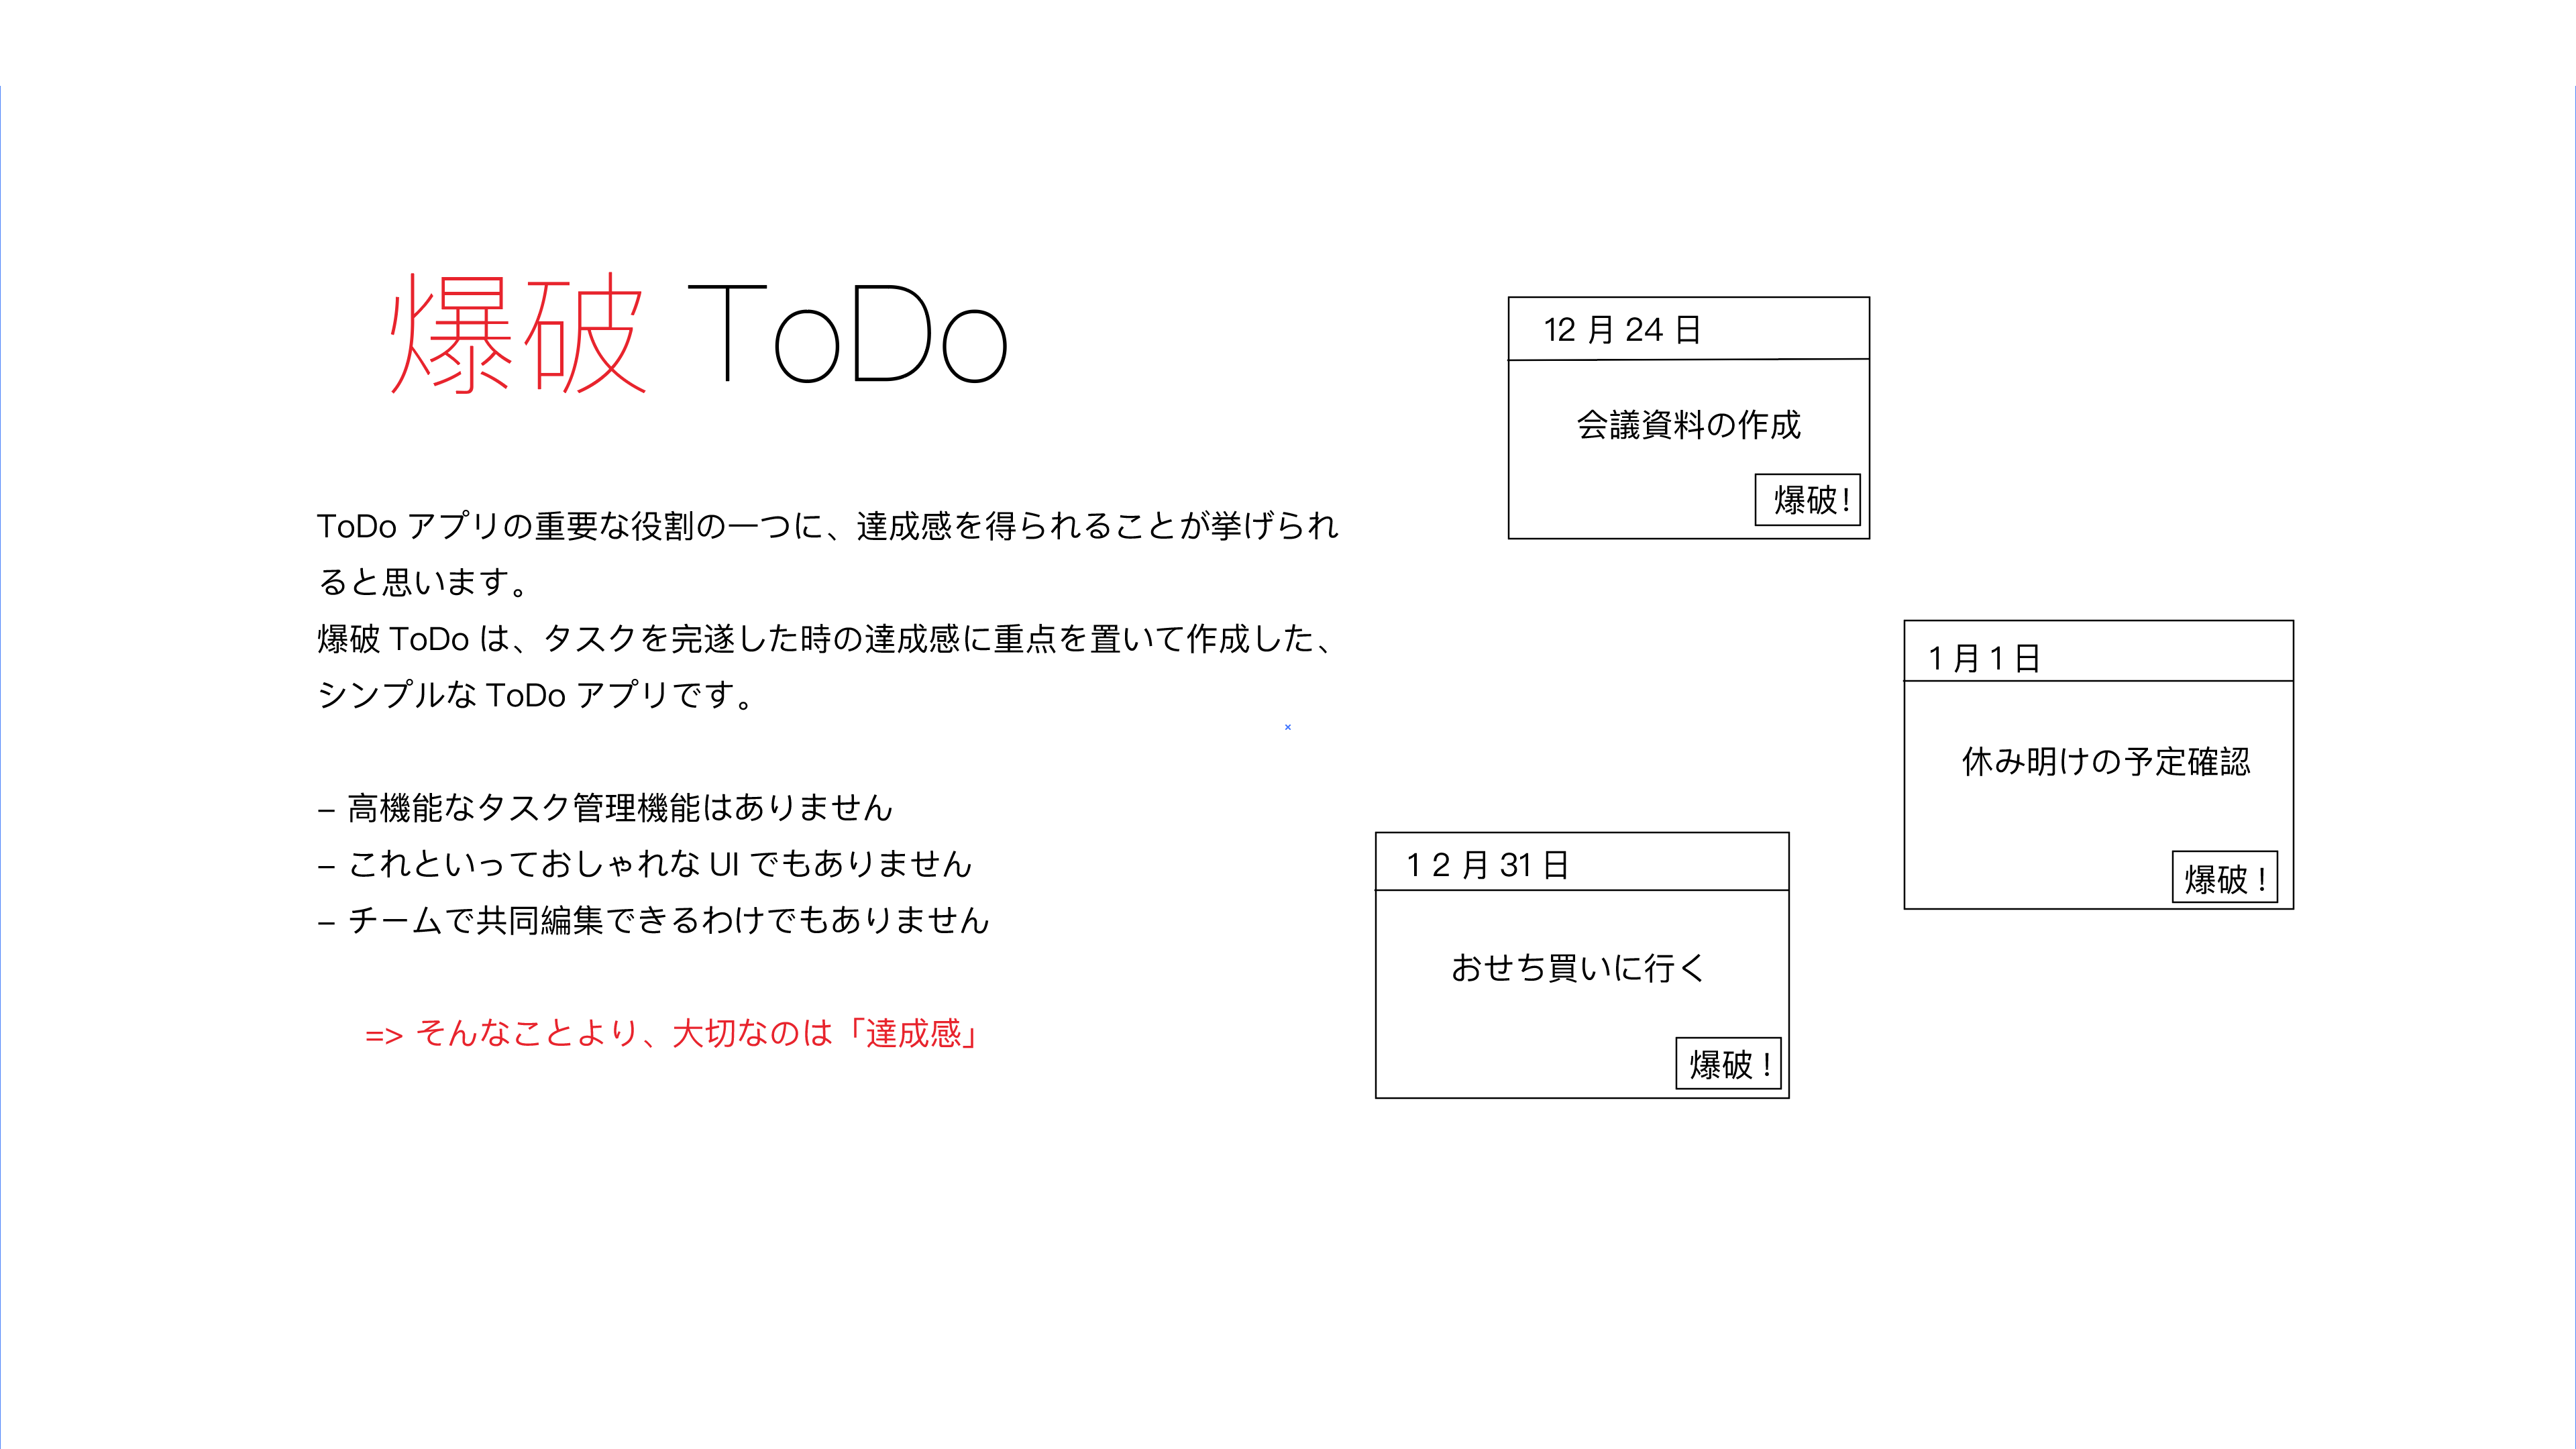 爆破 ToDo
ToDo アプリの重要な役割の一つに、達成感を得られることが挙げられ
ると思います。
爆破 ToDo は、タスクを完遂した時の達成感に重点を置いて作成した、
シンプルな ToDo アプリです。
– 高機能なタスク管理機能はありません
– これといっておしゃれな UI でもありません
– チームで共同編集できるわけでもありません
=> そんなことより、大切なのは「達成感」
12 月 24 日
会議資料の作成
爆破!
1 月 1 日
休み明けの予定確認
爆破！
1 2 月 31 日
おせち買いに行く
爆破！